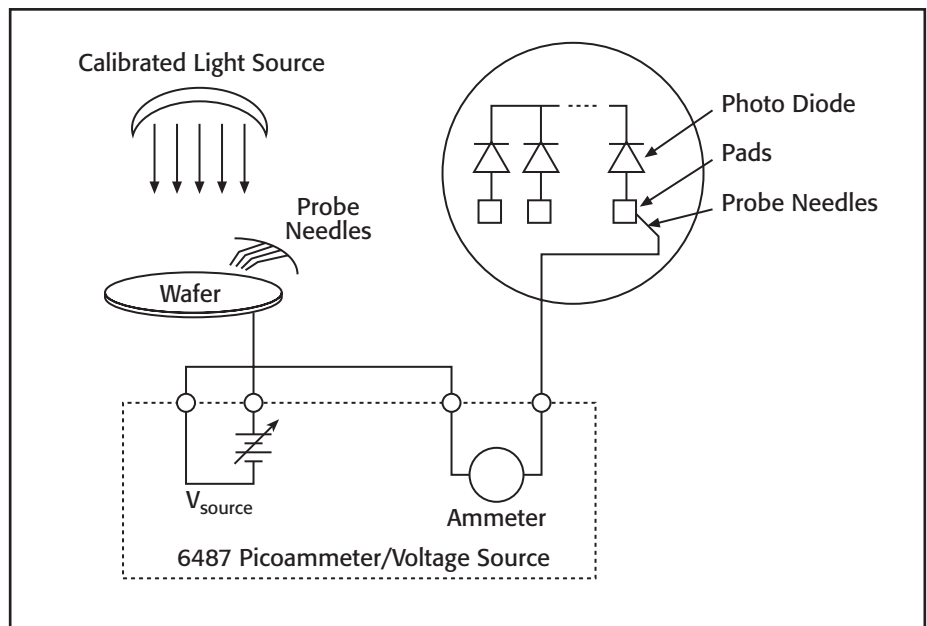 Calibrated Light Source
Photo Diode
Pads
Probe Needles
Probe
Needles
Wafer
Vsource
Ammeter
6487 Picoammeter/Voltage Source